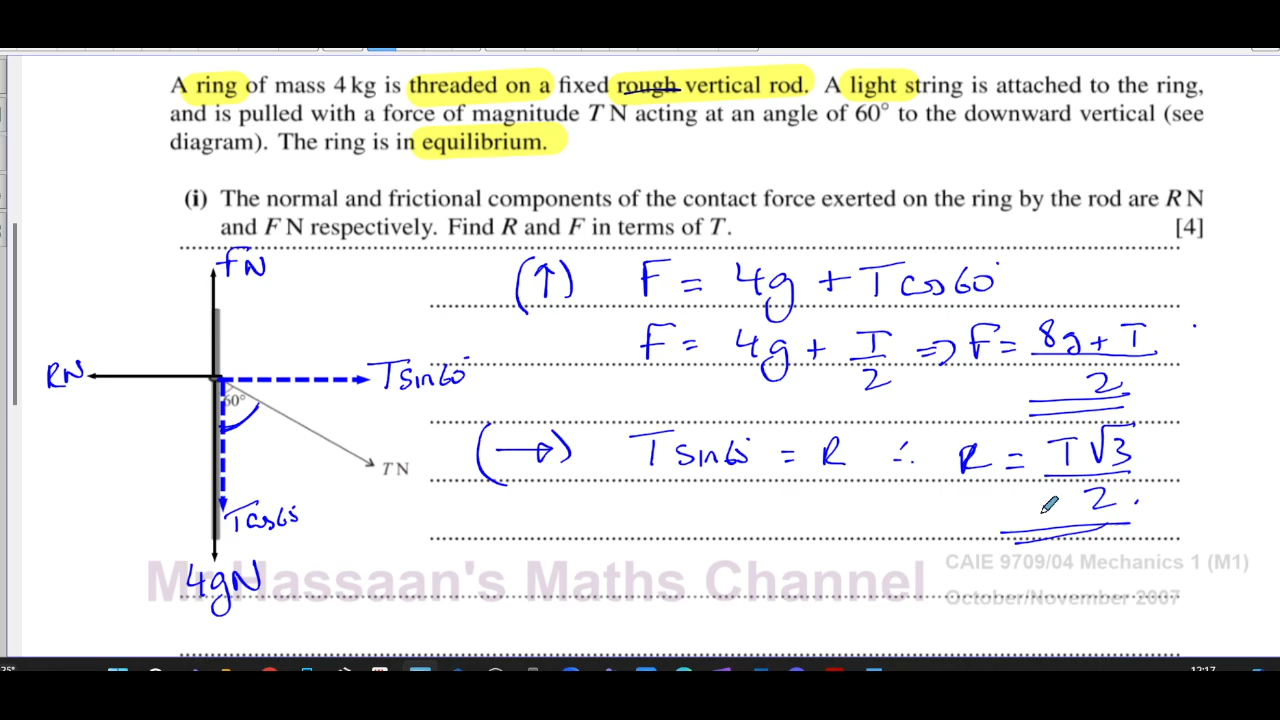 A ring of mass 4 kg is threaded on a fixed rough vertical rod. A light string is attached to the ring,
and is pulled with a force of magnitude T N acting at an angle of 60° to the downward vertical (see
diagram). The ring is in equilibrium.
(i) The normal and frictional components of the contact force exerted on the ring by the rod are R N
and F N respectively. Find R and F in terms of T. [4]
FN
(↑) F = 4g + Tcos60°
F = 4g + T/2 => F = (8g + T)/2
RN
Tsin60°
60°
(→) Tsin60° = R ∴ R = T√3/2.
T N
Tcos60°
4gN
Mr Hassaan's Maths Channel
CAIE 9709/04 Mechanics 1 (M1)
October/November 2007
12:17